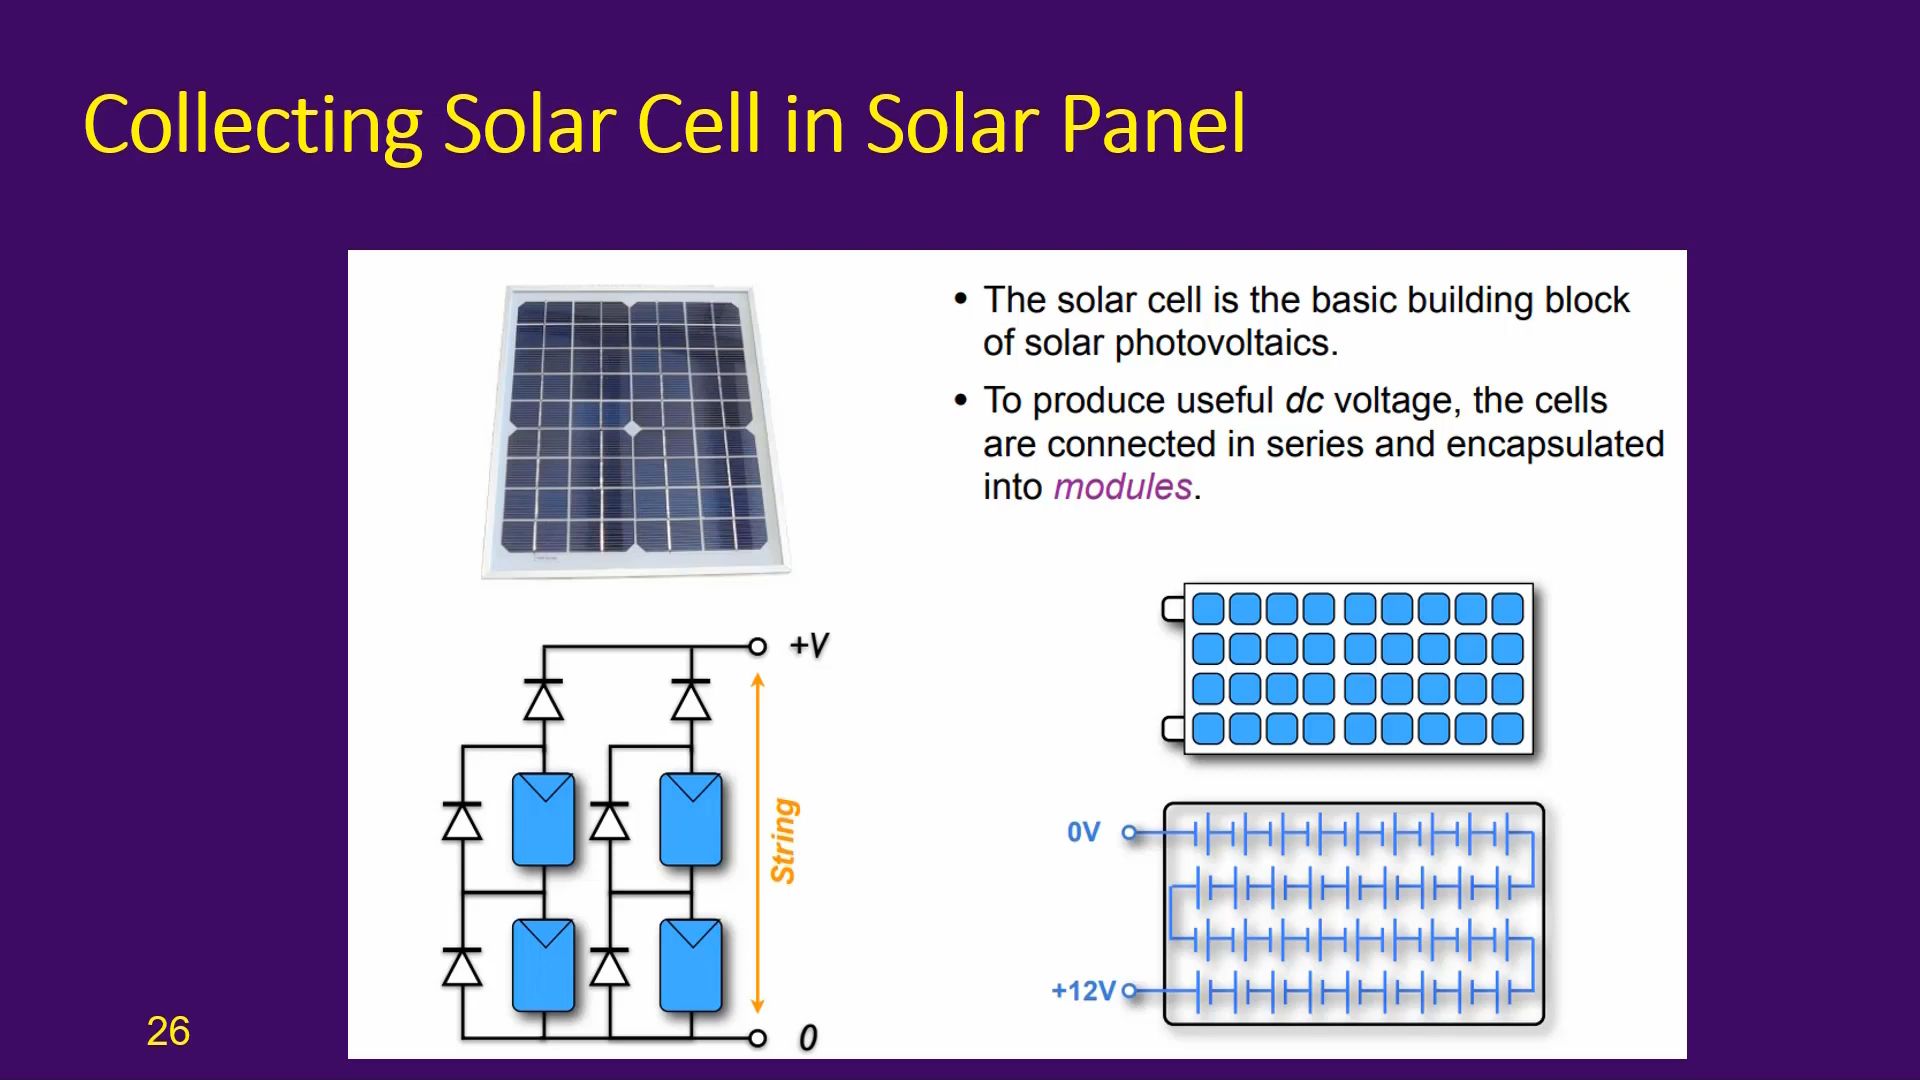 Collecting Solar Cell in Solar Panel
• The solar cell is the basic building block
of solar photovoltaics.
• To produce useful dc voltage, the cells
are connected in series and encapsulated
into modules.
+V
String
0
0V
+12V
26